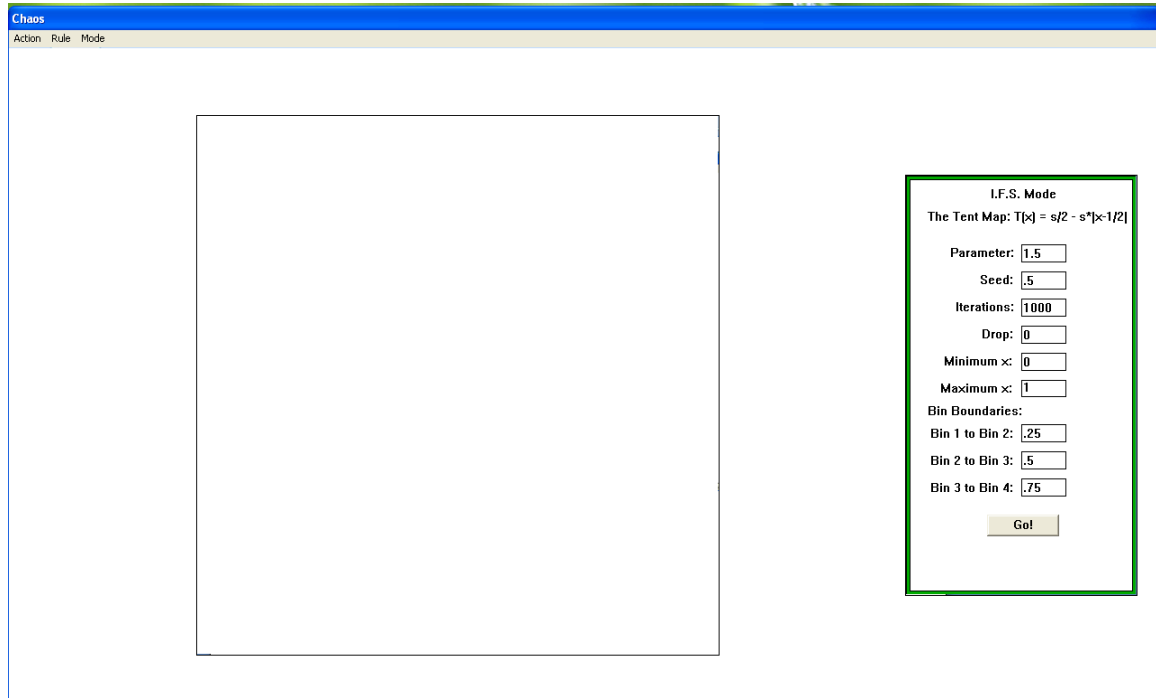 Chaos
Action Rule Mode
I.F.S. Mode
The Tent Map: T(x) = s/2 - s*|x-1/2|
Parameter: 1.5
Seed: .5
Iterations: 1000
Drop: 0
Minimum x: 0
Maximum x: 1
Bin Boundaries:
Bin 1 to Bin 2: .25
Bin 2 to Bin 3: .5
Bin 3 to Bin 4: .75
Go!